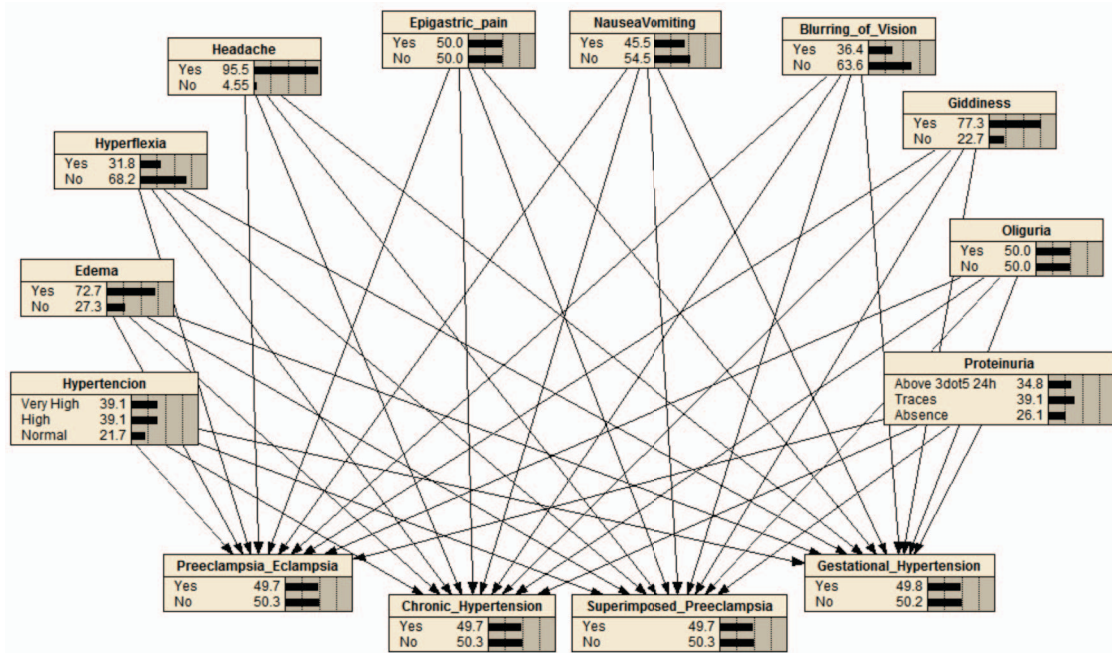 Epigastric_pain
Yes 50.0
No 50.0
NauseaVomiting
Yes 45.5
No 54.5
Blurring_of_Vision
Yes 36.4
No 63.6
Headache
Yes 95.5
No 4.55
Giddiness
Yes 77.3
No 22.7
Hyperflexia
Yes 31.8
No 68.2
Oliguria
Yes 50.0
No 50.0
Edema
Yes 72.7
No 27.3
Proteinuria
Above 3dot5 24h 34.8
Traces 39.1
Absence 26.1
Hypertencion
Very High 39.1
High 39.1
Normal 21.7
Preeclampsia_Eclampsia
Yes 49.7
No 50.3
Chronic_Hypertension
Yes 49.7
No 50.3
Superimposed_Preeclampsia
Yes 49.7
No 50.3
Gestational_Hypertension
Yes 49.8
No 50.2